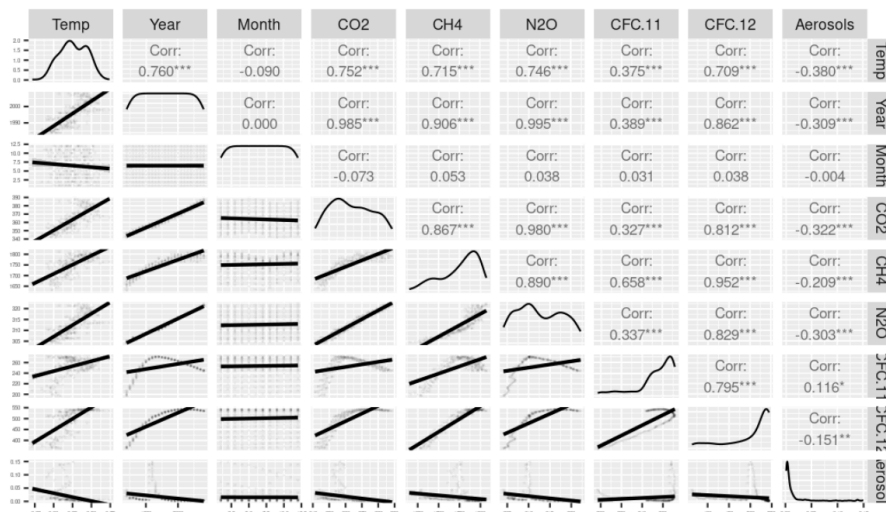 Temp Year Month CO2 CH4 N2O CFC.11 CFC.12 Aerosols
Corr: Corr: Corr: Corr: Corr: Corr: Corr: Corr:
0.760*** -0.090 0.752*** 0.715*** 0.746*** 0.375*** 0.709*** -0.380***
Temp
Corr: Corr: Corr: Corr: Corr: Corr: Corr:
0.000 0.985*** 0.906*** 0.995*** 0.389*** 0.862*** -0.309***
Year
Corr: Corr: Corr: Corr: Corr: Corr:
-0.073 0.053 0.038 0.031 0.038 -0.004
Month
Corr: Corr: Corr: Corr: Corr:
0.867*** 0.980*** 0.327*** 0.812*** -0.322***
CO2
Corr: Corr: Corr: Corr:
0.890*** 0.658*** 0.952*** -0.209***
CH4
Corr: Corr: Corr:
0.337*** 0.829*** -0.303***
N2O
Corr: Corr:
0.795*** 0.116*
CFC.11
Corr:
-0.151**
CFC.12